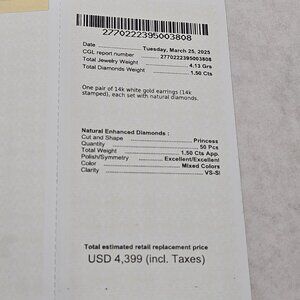 2770222395003808
Date ........ Tuesday, March 25, 2025
CGL report number ........ 2770222395003808
Total Jewelry Weight ........ 4.13 Grs
Total Diamonds Weight ........ 1.50 Cts
One pair of 14k white gold earrings (14k
stamped), each set with natural diamonds.
Natural Enhanced Diamonds :
Cut and Shape ........ Princess
Quantity ........ 50 Pcs
Total Weight ........ 1.50 Cts App.
Polish/Symmetry ........ Excellent/Excellent
Color ........ Mixed Colors
Clarity ........ VS-SI
Total estimated retail replacement price
USD 4,399 (incl. Taxes)